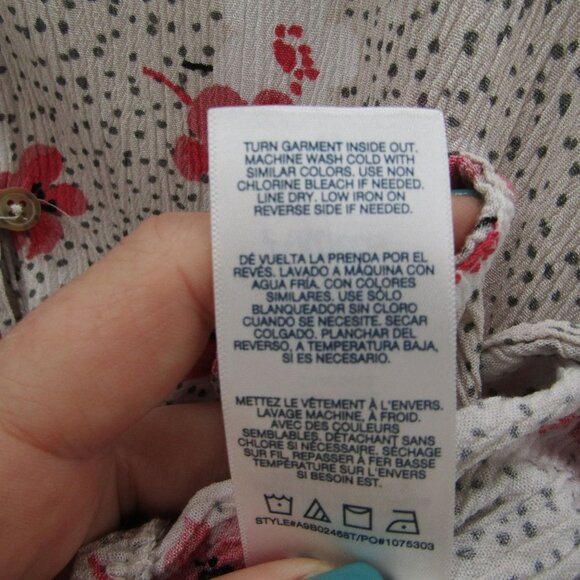 TURN GARMENT INSIDE OUT.
MACHINE WASH COLD WITH
SIMILAR COLORS. USE NON
CHLORINE BLEACH IF NEEDED.
LINE DRY. LOW IRON ON
REVERSE SIDE IF NEEDED.
DÉ VUELTA LA PRENDA POR EL
REVÉS. LAVADO A MÁQUINA CON
AGUA FRÍA. CON COLORES
SIMILARES. USE SÓLO
BLANQUEADOR SIN CLORO
CUANDO SE NECESITE. SECAR
COLGADO. PLANCHAR DEL
REVERSO, A TEMPERATURA BAJA,
SI ES NECESARIO.
METTEZ LE VÊTEMENT À L'ENVERS.
LAVAGE MACHINE, À FROID.
AVEC DES COULEURS
SEMBLABLES. DÉTACHANT SANS
CHLORE SI NÉCESSAIRE. SÉCHAGE
SUR FIL. REPASSER À FER BASSE
TEMPÉRATURE SUR L'ENVERS SI
SI BESOIN EST.
STYLE#A9B02468T/PO#1075303